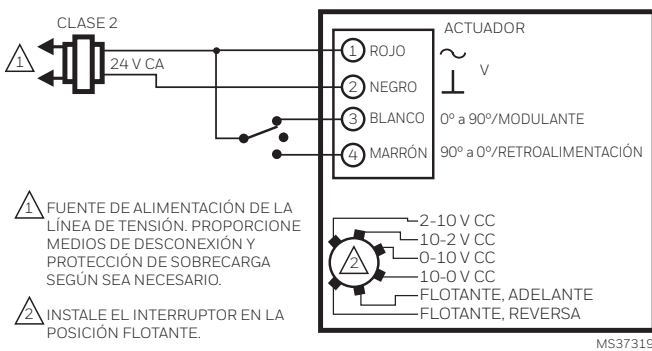 CLASE 2
24 V CA
1
ACTUADOR
1 ROJO
V
2 NEGRO
3 BLANCO 0º a 90º/MODULANTE
4 MARRÓN 90º a 0º/RETROALIMENTACIÓN
1 FUENTE DE ALIMENTACIÓN DE LA
LÍNEA DE TENSIÓN. PROPORCIONE
MEDIOS DE DESCONEXIÓN Y
PROTECCIÓN DE SOBRECARGA
SEGÚN SEA NECESARIO.
2 INSTALE EL INTERRUPTOR EN LA
POSICIÓN FLOTANTE.
2
2-10 V CC
10-2 V CC
0-10 V CC
10-0 V CC
FLOTANTE, ADELANTE
FLOTANTE, REVERSA
MS37319